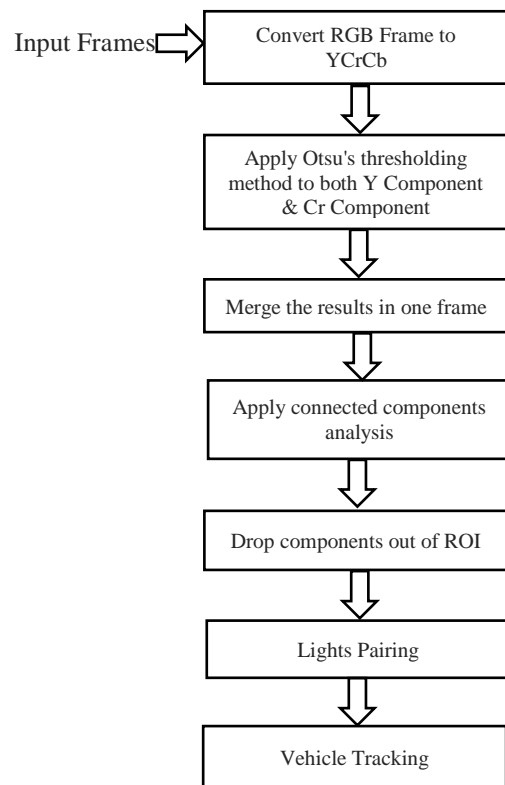 Input Frames
Convert RGB Frame to
YCrCb
Apply Otsu's thresholding
method to both Y Component
& Cr Component
Merge the results in one frame
Apply connected components
analysis
Drop components out of ROI
Lights Pairing
Vehicle Tracking